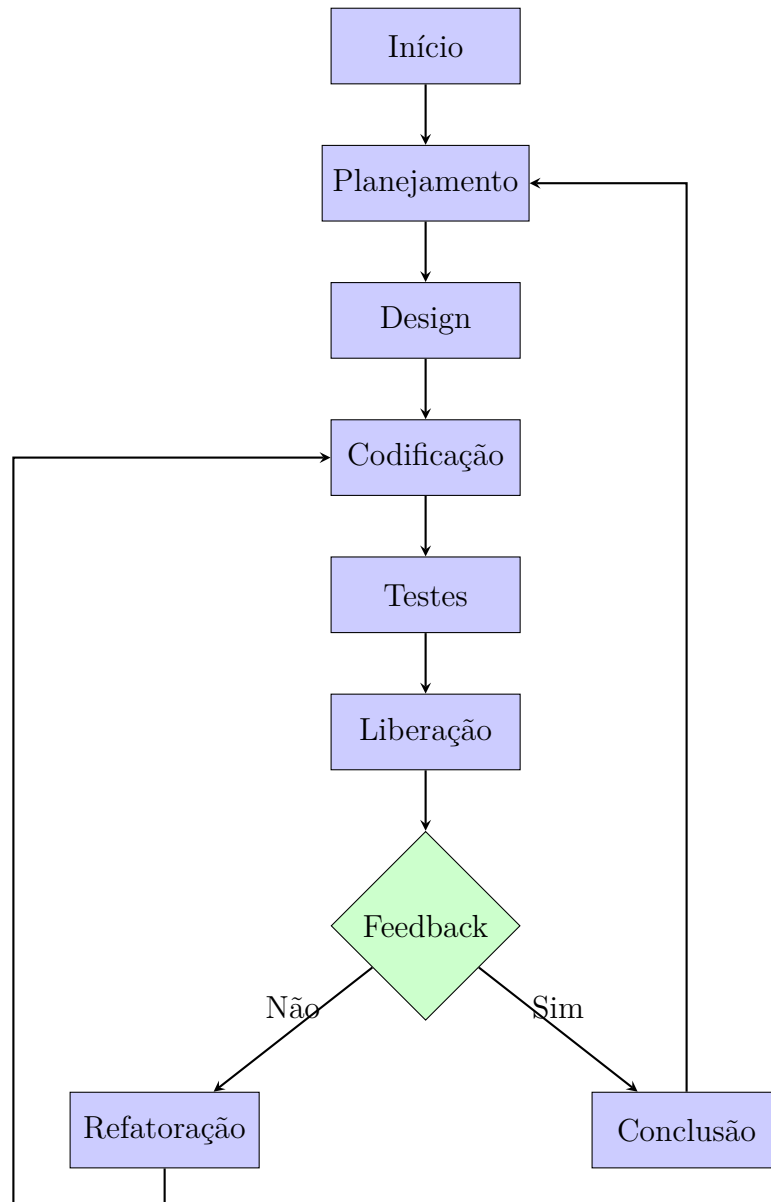 Início
Planejamento
Design
Codificação
Testes
Liberação
Feedback
Não
Sim
Refatoração
Conclusão